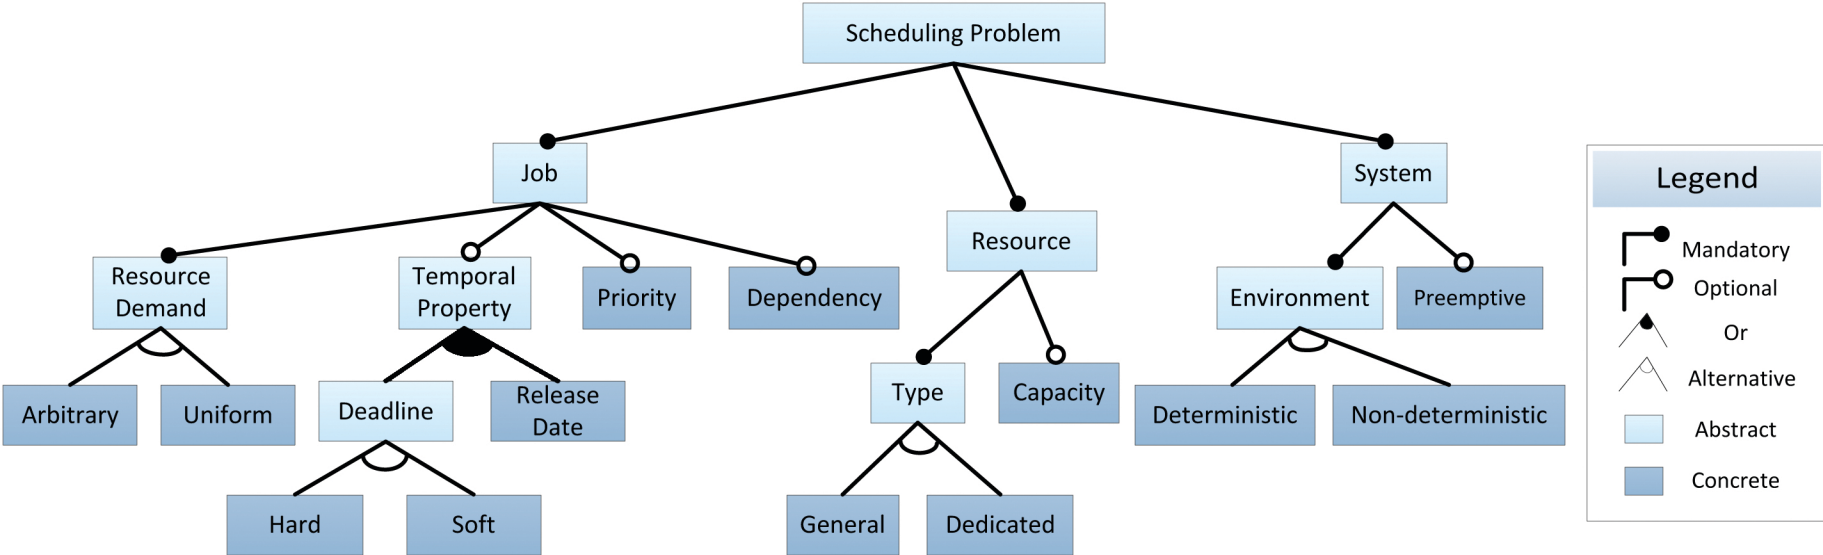 Scheduling Problem
Job
System
Legend
Resource
Mandatory
Resource
Demand
Temporal
Property
Priority
Dependency
Environment
Preemptive
Optional
Or
Type
Capacity
Alternative
Arbitrary
Uniform
Deadline
Release
Date
Deterministic
Non-deterministic
Abstract
Concrete
Hard
Soft
General
Dedicated